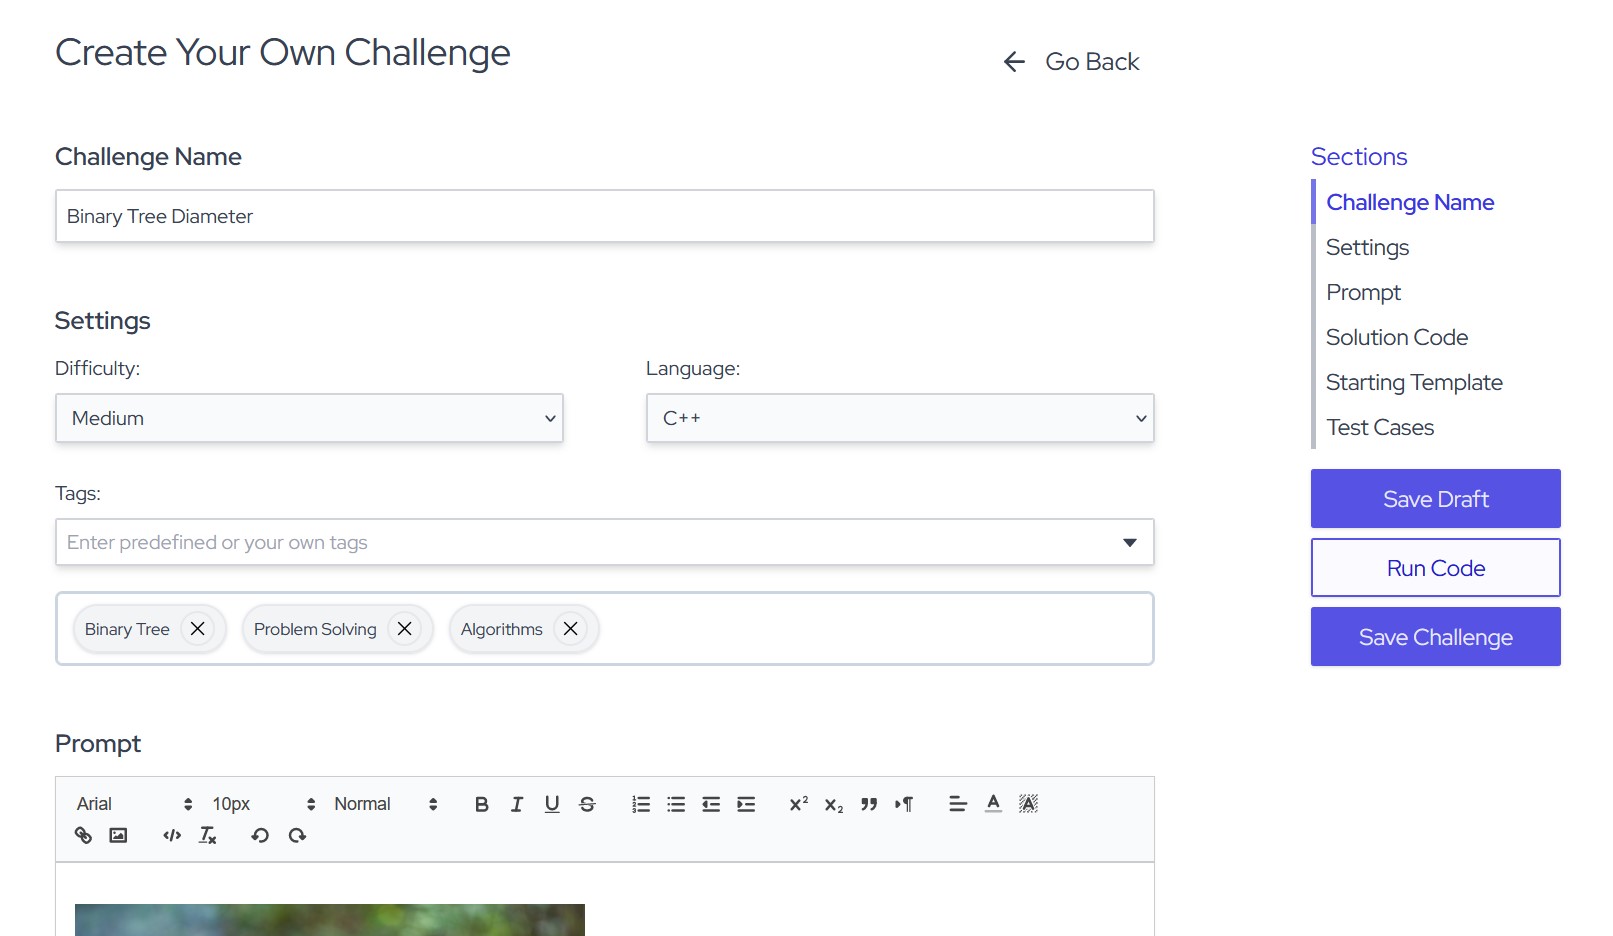 Create Your Own Challenge
Go Back
Challenge Name
Binary Tree Diameter
Settings
Difficulty:
Language:
Medium
C++
Tags:
Enter predefined or your own tags
Binary Tree
Problem Solving
Algorithms
Prompt
Arial
10px
Normal
Sections
Challenge Name
Settings
Prompt
Solution Code
Starting Template
Test Cases
Save Draft
Run Code
Save Challenge